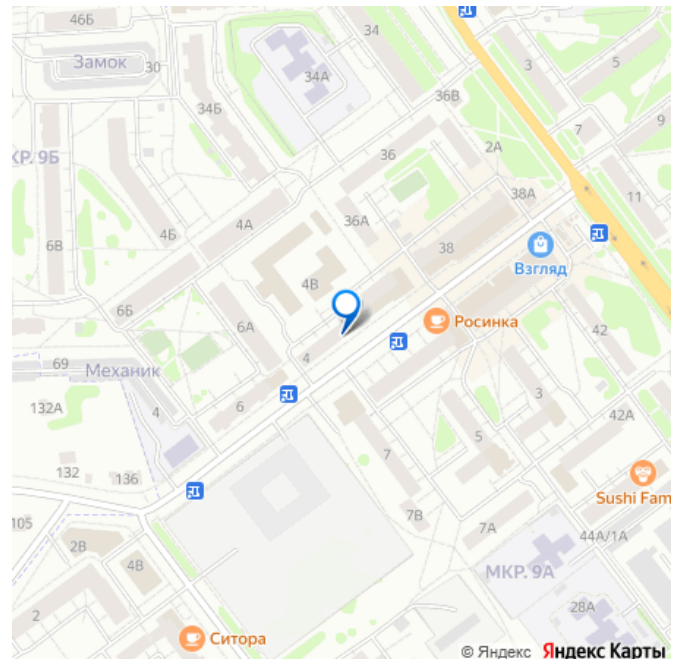 46Б
Замок
30
34
34А
34Б
3
5
36В
7
9
2А
КР. 9Б
36
38А
11
4А
4Б
36А
6В
38
Взгляд
4В
6Б
Росинка
6А
42
69
Механик
4
132А
4
6
3
42А
5
7
132
136
Sushi Fam
105
7В
7А
44А/1А
2В
4В
МКР. 9А
28А
2
Ситора
© Яндекс Яндекс Карты